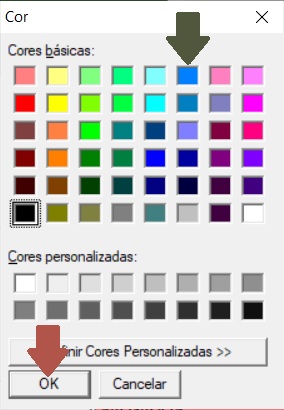 Cor
Cores básicas:
Cores personalizadas:
finir Cores Personalizadas >>
OK
Cancelar